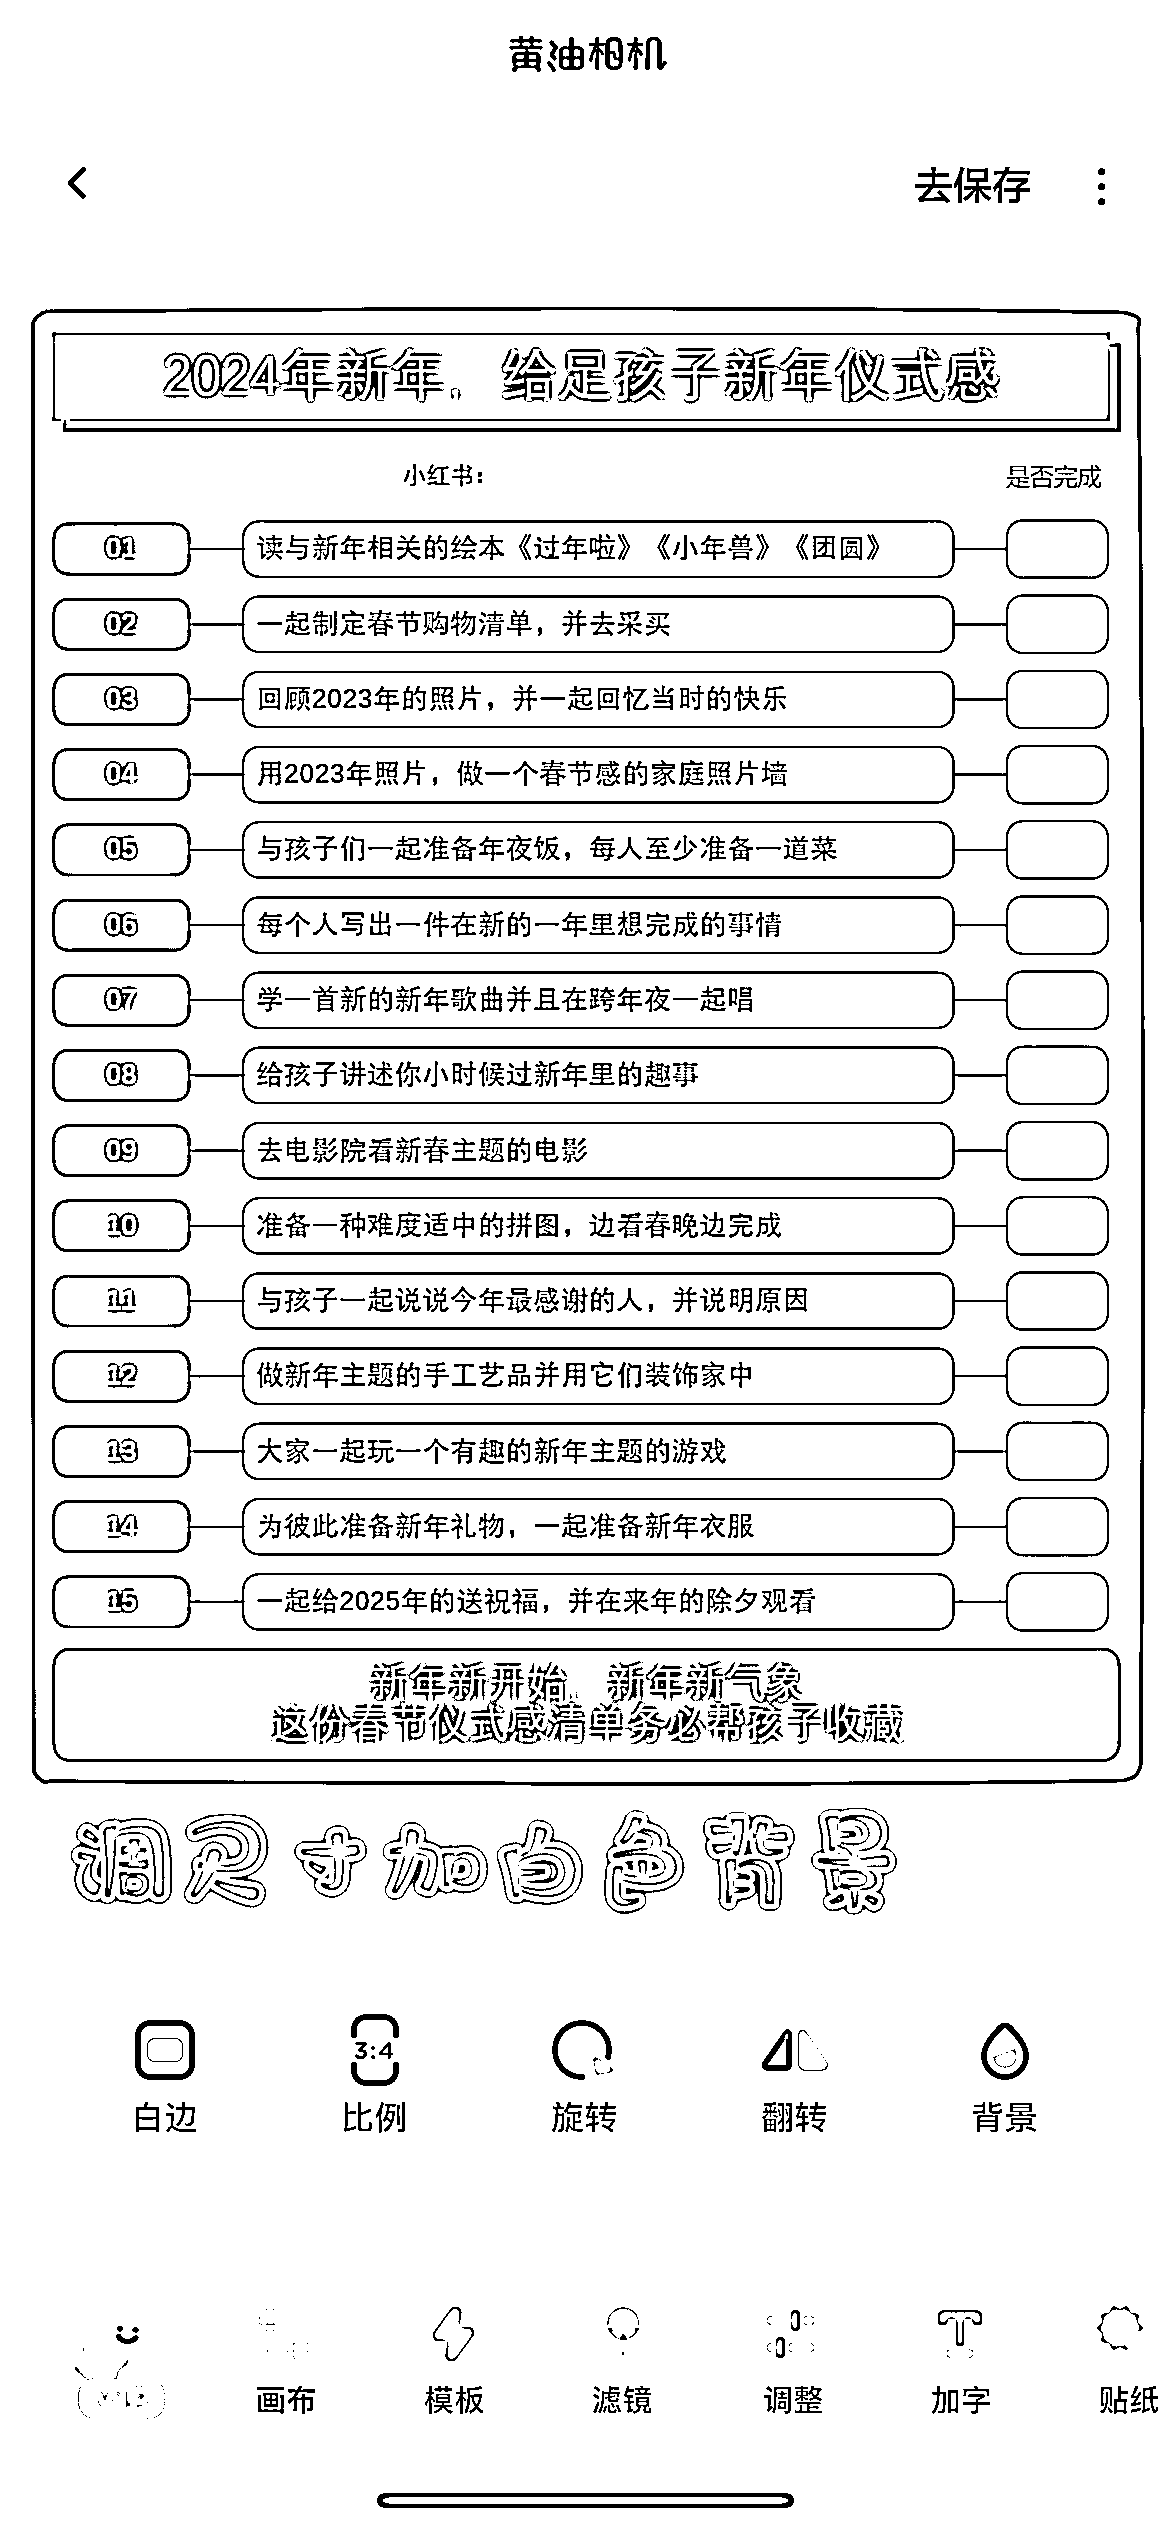 黄油相机
去保存
2024年新年，给足孩子新年仪式感
小红书：
是否完成
01 读与新年相关的绘本《过年啦》《小年兽》《团圆》
02 一起制定春节购物清单，并去采买
03 回顾2023年的照片，并一起回忆当时的快乐
04 用2023年照片，做一个春节感的家庭照片墙
05 与孩子们一起准备年夜饭，每人至少准备一道菜
06 每个人写出一件在新的一年里想完成的事情
07 学一首新的新年歌曲并且在跨年夜一起唱
08 给孩子讲述你小时候过新年里的趣事
09 去电影院看新春主题的电影
10 准备一种难度适中的拼图，边看春晚边完成
11 与孩子一起说说今年最感谢的人，并说明原因
12 做新年主题的手工艺品并用它们装饰家中
13 大家一起玩一个有趣的新年主题的游戏
14 为彼此准备新年礼物，一起准备新年衣服
15 一起给2025年的送祝福，并在来年的除夕观看
新年新开始，新年新气象
这份春节仪式感清单务必帮孩子收藏
调尺寸加白色背景
3:4
白边 比例 旋转 翻转 背景
画布 模板 滤镜 调整 加字 贴纸